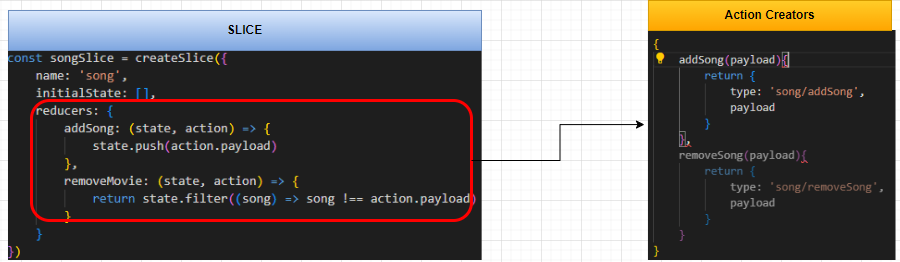 SLICE
const songSlice = createSlice({
name: 'song',
initialState: [],
reducers: {
addSong: (state, action) => {
state.push(action.payload)
},
removeMovie: (state, action) => {
return state.filter((song) => song !== action.payload)
}
}
})
Action Creators
{
addSong(payload){
return {
type: 'song/addSong',
payload
}
},
removeSong(payload){
return {
type: 'song/removeSong',
payload
}
}
}